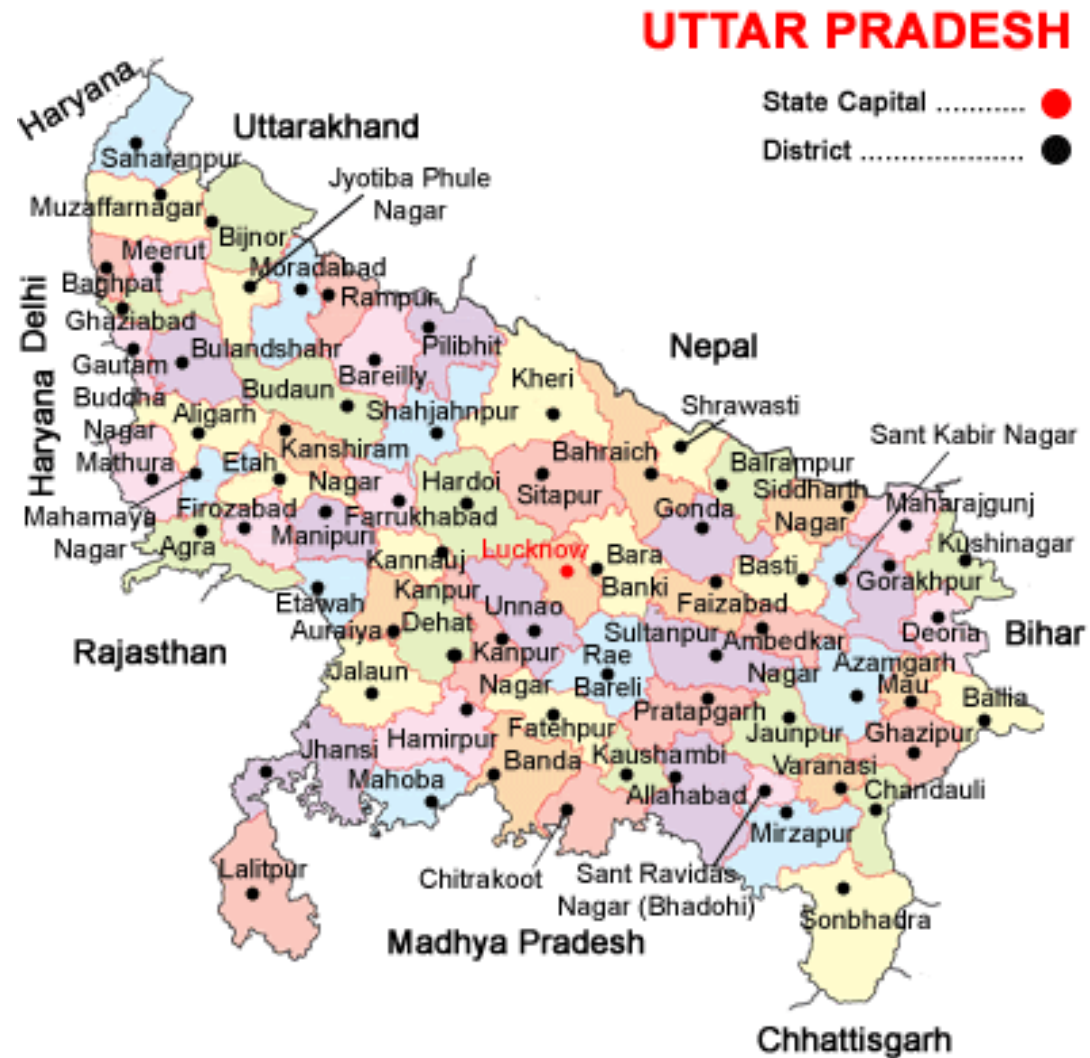 UTTAR PRADESH
State Capital ...........
District .....................
Haryana
Uttarakhand
Saharanpur
Jyotiba Phule
Nagar
Muzaffarnagar
Bijnor
Meerut
Moradabad
Baghpat
Rampur
Ghaziabad
Haryana Delhi
Nepal
Gautam
Buddha
Nagar
Bulandshahr
Pilibhit
Bareilly
Kheri
Budaun
Shahjahnpur
Shrawasti
Aligarh
Sant Kabir Nagar
Kanshiram
Nagar
Bahraich
Mathura
Etah
Hardoi
Balrampur
Sitapur
Siddharth
Nagar
Maharajgunj
Mahamaya
Nagar
Firozabad
Farrukhabad
Gonda
Manipuri
Kushinagar
Agra
Kannauj
Lucknow
Bara
Banki
Basti
Gorakhpur
Etawah
Kanpur
Dehat
Unnao
Faizabad
Auraiya
Sultanpur
Ambedkar
Nagar
Deoria
Bihar
Rajasthan
Kanpur
Nagar
Rae
Bareli
Azamgarh
Jalaun
Mau
Ballia
Pratapgarh
Fatehpur
Jaunpur
Ghazipur
Jhansi
Hamirpur
Banda
Kaushambi
Varanasi
Mahoba
Allahabad
Chandauli
Mirzapur
Lalitpur
Chitrakoot
Sant Ravidas
Nagar (Bhadohi)
Sonbhadra
Madhya Pradesh
Chhattisgarh